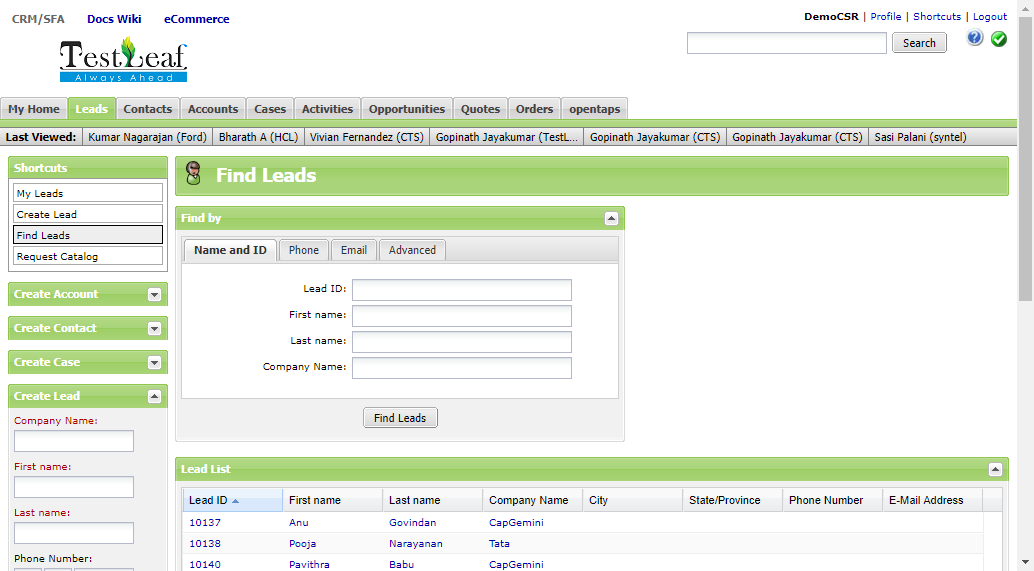 CRM/SFA Docs Wiki eCommerce
DemoCSR | Profile | Shortcuts | Logout
Search
TestLeaf
Always Ahead
My Home Leads Contacts Accounts Cases Activities Opportunities Quotes Orders opentaps
Last Viewed: Kumar Nagarajan (Ford) Bharath A (HCL) Vivian Fernandez (CTS) Gopinath Jayakumar (TestL... Gopinath Jayakumar (CTS) Gopinath Jayakumar (CTS) Sasi Palani (syntel)
Shortcuts
My Leads
Create Lead
Find Leads
Request Catalog
Create Account
Create Contact
Create Case
Create Lead
Company Name:
First name:
Last name:
Phone Number:
Find Leads
Find by
Name and ID Phone Email Advanced
Lead ID:
First name:
Last name:
Company Name:
Find Leads
Lead List
Lead ID First name Last name Company Name City State/Province Phone Number E-Mail Address
10137 Anu Govindan CapGemini
10138 Pooja Narayanan Tata
10140 Pavithra Babu CapGemini